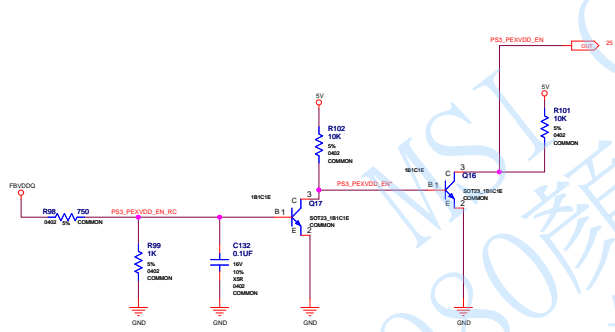 PS3_PEXVDD_EN
OUT
25
5V
R101
10K
5%
0402
COMMON
5V
R102
10K
5%
0402
COMMON
1B1C1E
C
3
Q16
B
1
PS3_PEXVDD_EN*
SOT23_1B1C1E
COMMON
E
2
FBVDDQ
R98
750
0402
5%
COMMON
PS3_PEXVDD_EN_RC
1B1C1E
C
3
Q17
B
1
SOT23_1B1C1E
COMMON
E
2
R99
1K
5%
0402
COMMON
C132
0.1UF
16V
10%
X5R
0402
COMMON
GND
GND
GND
GND
MSI